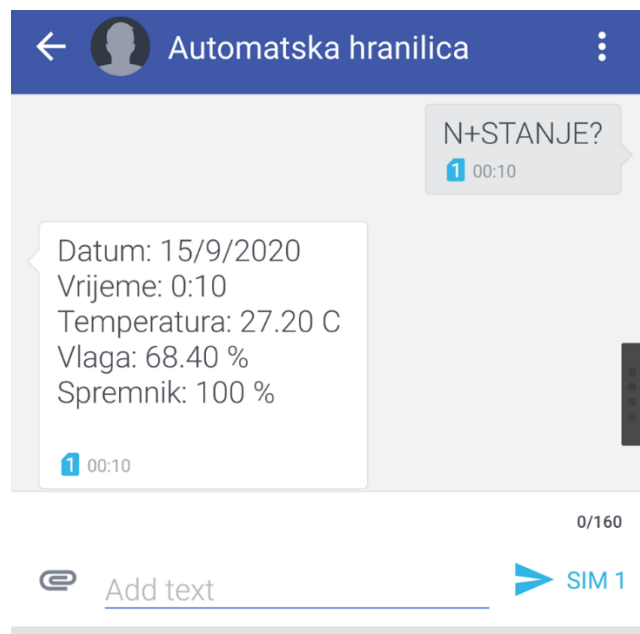 Automatska hranilica
N+STANJE?
1 00:10
Datum: 15/9/2020
Vrijeme: 0:10
Temperatura: 27.20 C
Vlaga: 68.40 %
Spremnik: 100 %
1 00:10
0/160
Add text
SIM 1